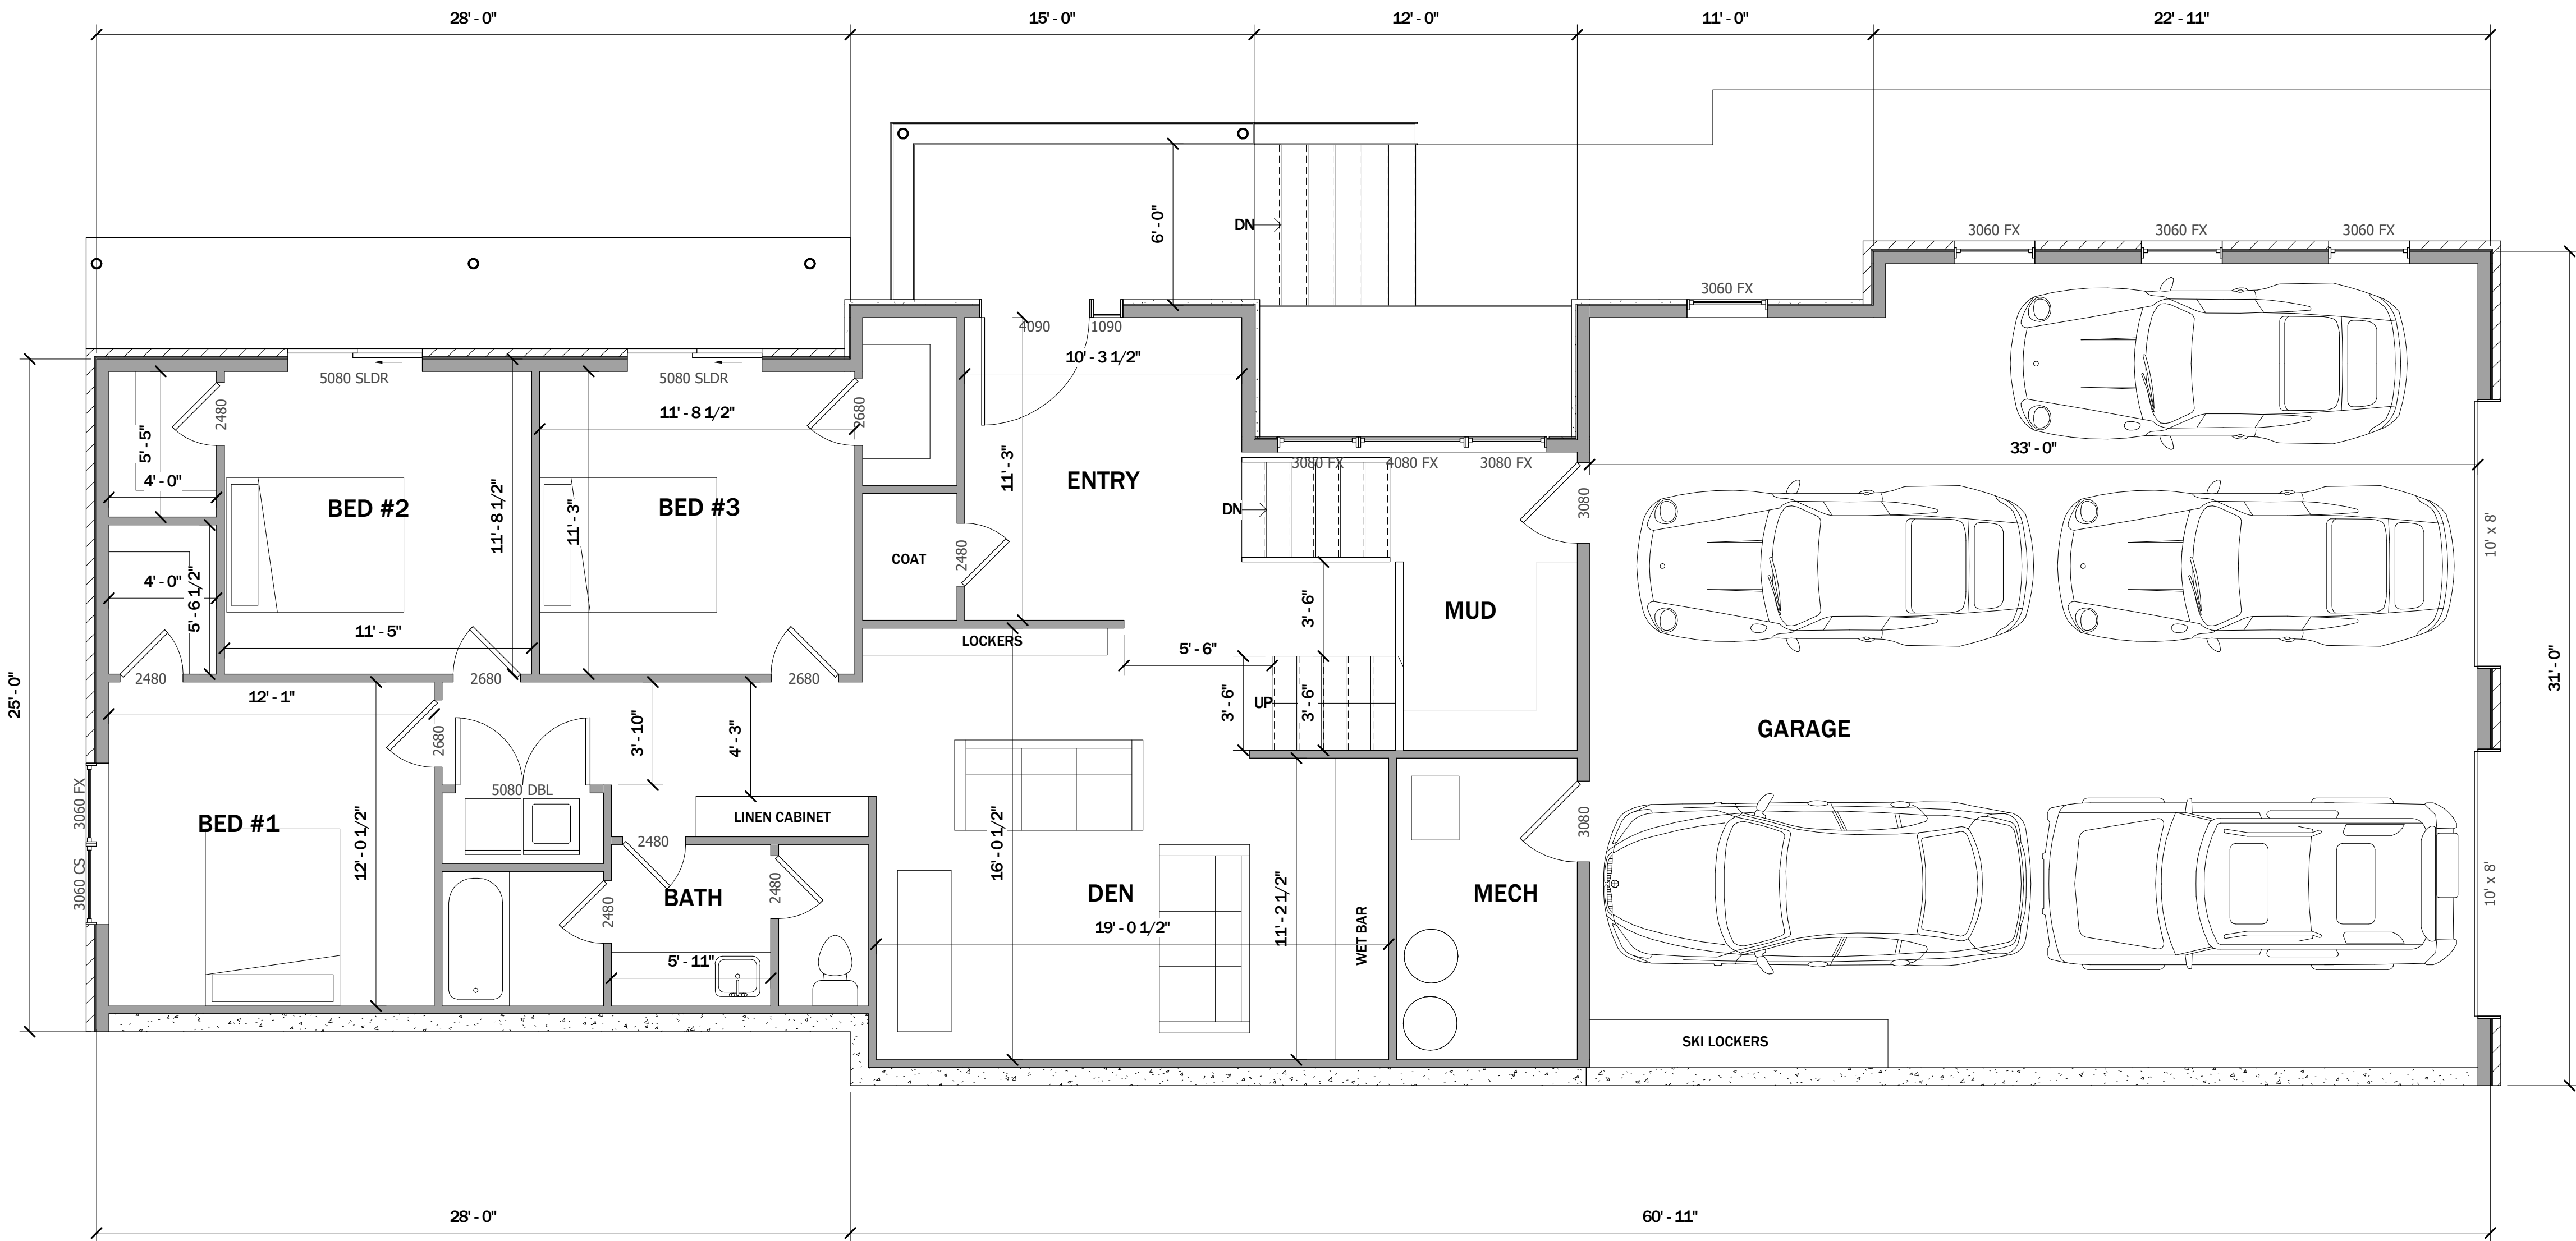 28' - 0"
15' - 0"
12' - 0"
11' - 0"
22' - 11"
6' - 0"
DN
3060 FX
3060 FX
3060 FX
3060 FX
4090
1090
10' - 3 1/2"
5080 SLDR
5080 SLDR
2480
11' - 8 1/2"
2680
5' - 5"
4' - 0"
BED #2
11' - 8 1/2"
11' - 3"
BED #3
11' - 3"
ENTRY
3080 FX
4080 FX
3080 FX
33' - 0"
DN
3080
10' x 8'
COAT
2480
4' - 0"
5' - 6 1/2"
11' - 5"
LOCKERS
3' - 6"
MUD
5' - 6"
2480
2680
2680
12' - 1"
25' - 0"
31' - 0"
2680
3' - 10"
4' - 3"
3' - 6"
UP
3' - 6"
GARAGE
5080 DBL
3060 FX
BED #1
12' - 0 1/2"
LINEN CABINET
2480
3080
16' - 0 1/2"
3060 CS
2480
BATH
2480
DEN
11' - 2 1/2"
MECH
10' x 8'
19' - 0 1/2"
WET BAR
5' - 11"
SKI LOCKERS
28' - 0"
60' - 11"